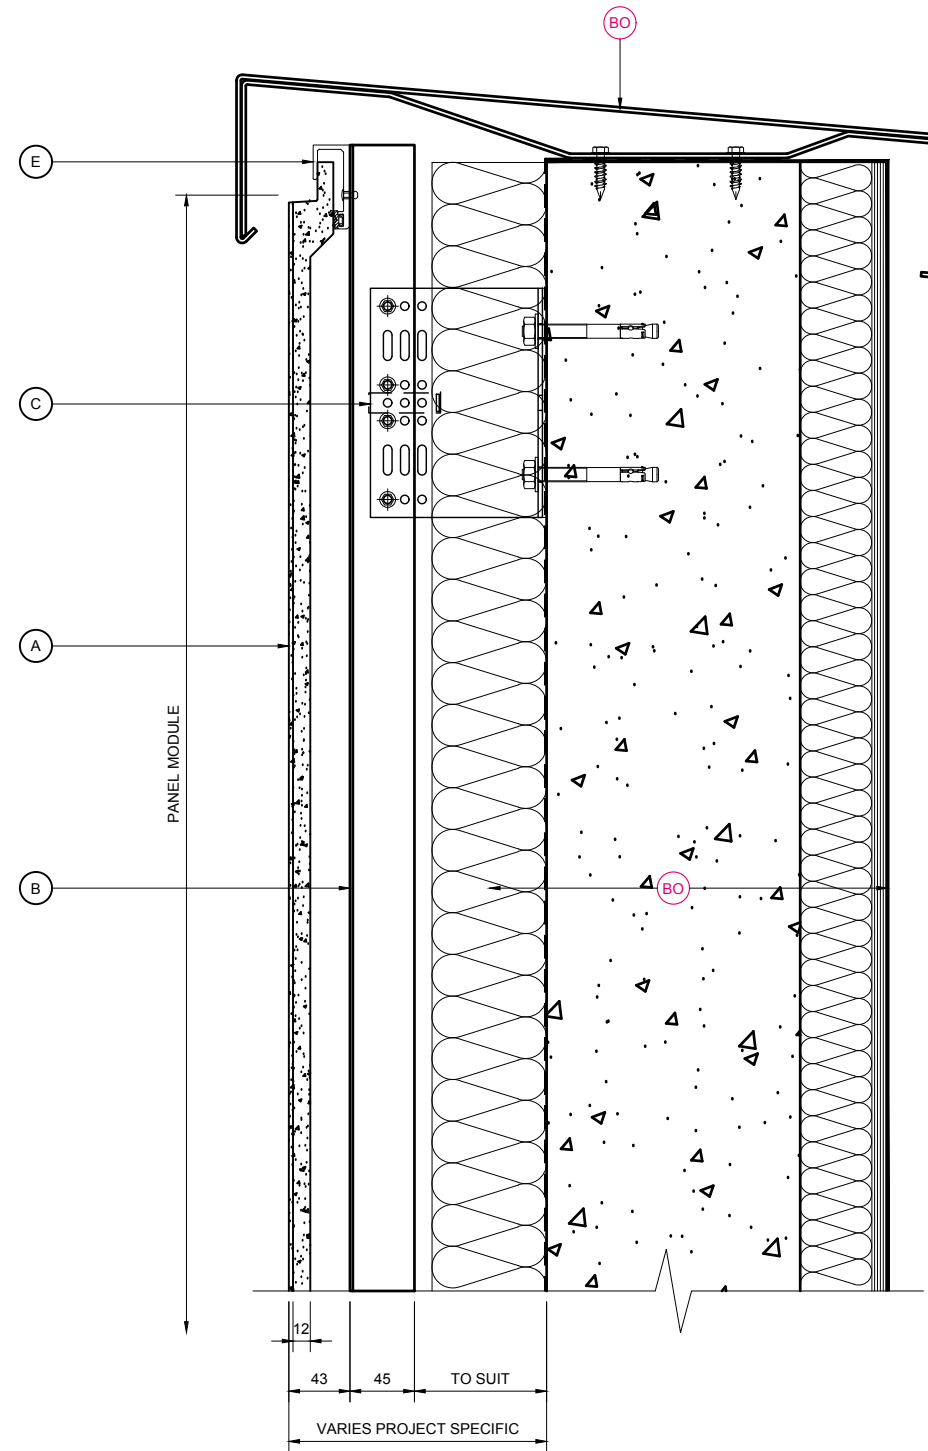 BO
E
C
A
PANEL MODULE
B
BO
12
43
45
TO SUIT
VARIES PROJECT SPECIFIC